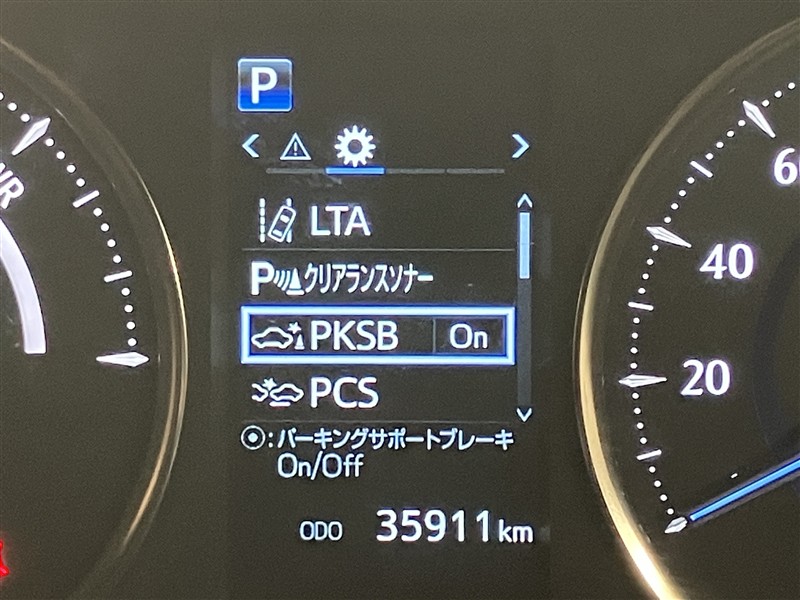 P
LTA
Pクリアランスソナー
PKSB On
PCS
:パーキングサポートブレーキ
On/Off
ODO 35911km
60
40
20